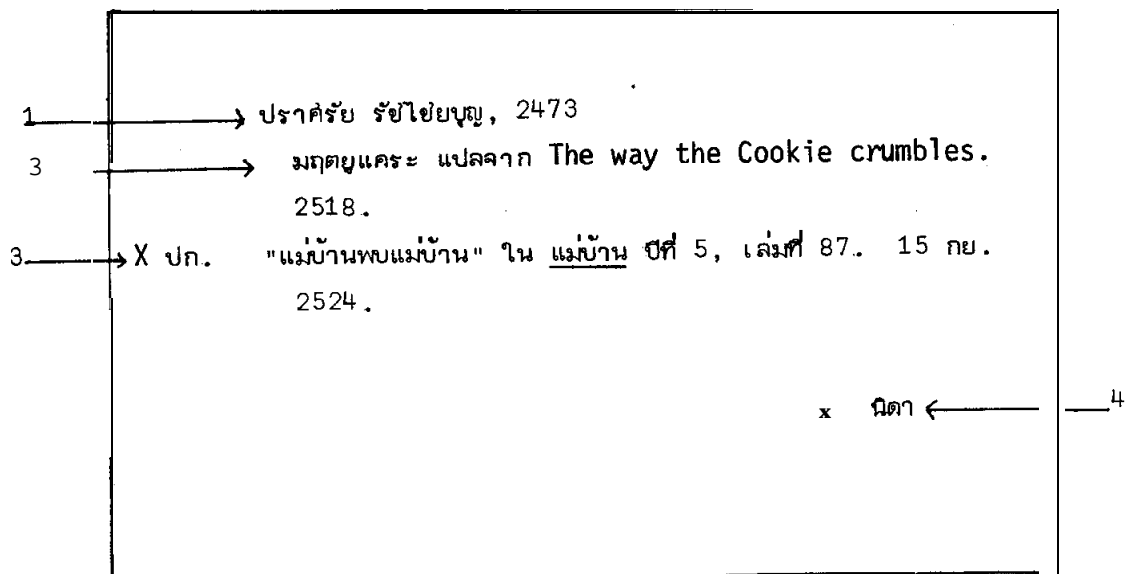 1 ปราศรัย รัชไชยบุญ, 2473
3 มฤตยูแคระ แปลจาก The way the Cookie crumbles.
2518.
3 X ปก. "แม่บ้านพบแม่บ้าน" ใน แม่บ้าน ปีที่ 5, เล่มที่ 87. 15 กย.
2524.
x นิดา 4